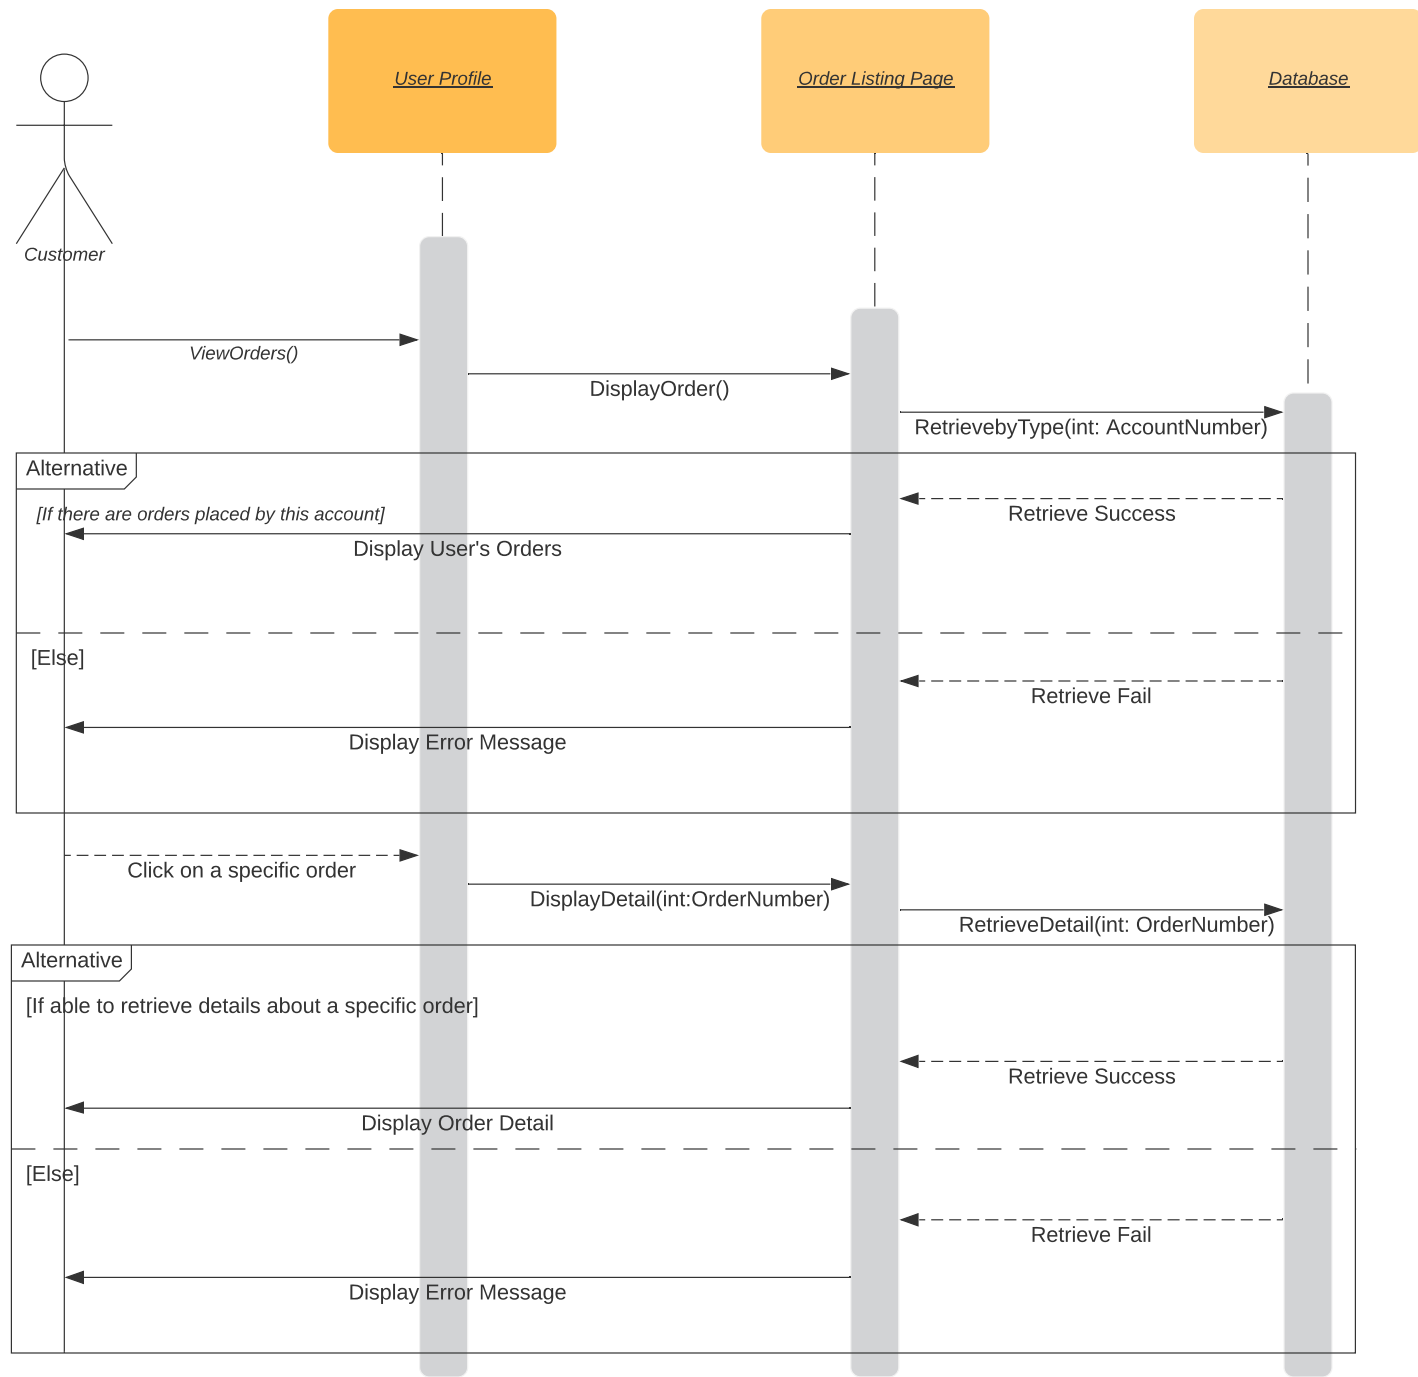 User Profile
Order Listing Page
Database
Customer
ViewOrders()
DisplayOrder()
RetrievebyType(int: AccountNumber)
Alternative
[If there are orders placed by this account]
Retrieve Success
Display User's Orders
[Else]
Retrieve Fail
Display Error Message
Click on a specific order
DisplayDetail(int:OrderNumber)
RetrieveDetail(int: OrderNumber)
Alternative
[If able to retrieve details about a specific order]
Retrieve Success
Display Order Detail
[Else]
Retrieve Fail
Display Error Message